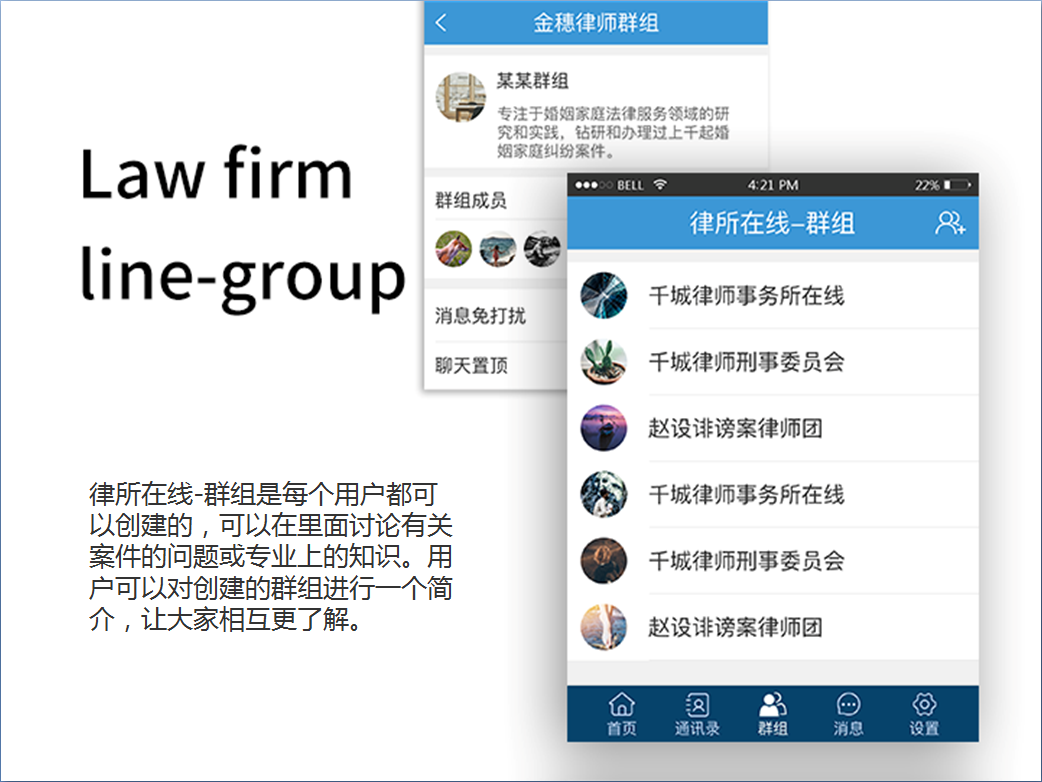 Law firm
line-group
律所在线-群组是每个用户都可
以创建的，可以在里面讨论有关
案件的问题或专业上的知识。用
户可以对创建的群组进行一个简
介，让大家相互更了解。
金穗律师群组
某某群组
专注于婚姻家庭法律服务领域的研
究和实践，钻研和办理过上千起婚
姻家庭纠纷案件。
群组成员
消息免打扰
聊天置顶
BELL 4:21 PM 22%
律所在线-群组
千城律师事务所在线
千城律师刑事委员会
赵设诽谤案律师团
千城律师事务所在线
千城律师刑事委员会
赵设诽谤案律师团
首页 通讯录 群组 消息 设置